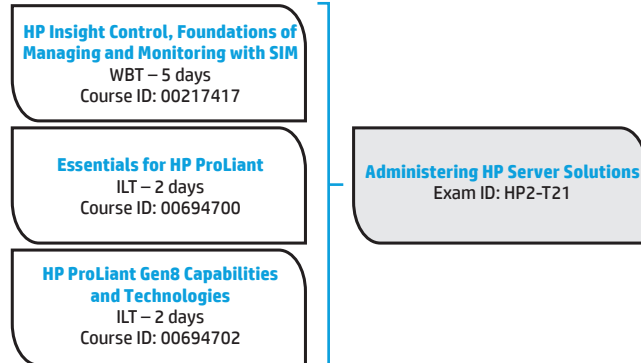 HP Insight Control, Foundations of
Managing and Monitoring with SIM
WBT – 5 days
Course ID: 00217417
Essentials for HP ProLiant
ILT – 2 days
Course ID: 00694700
HP ProLiant Gen8 Capabilities
and Technologies
ILT – 2 days
Course ID: 00694702
Administering HP Server Solutions
Exam ID: HP2-T21